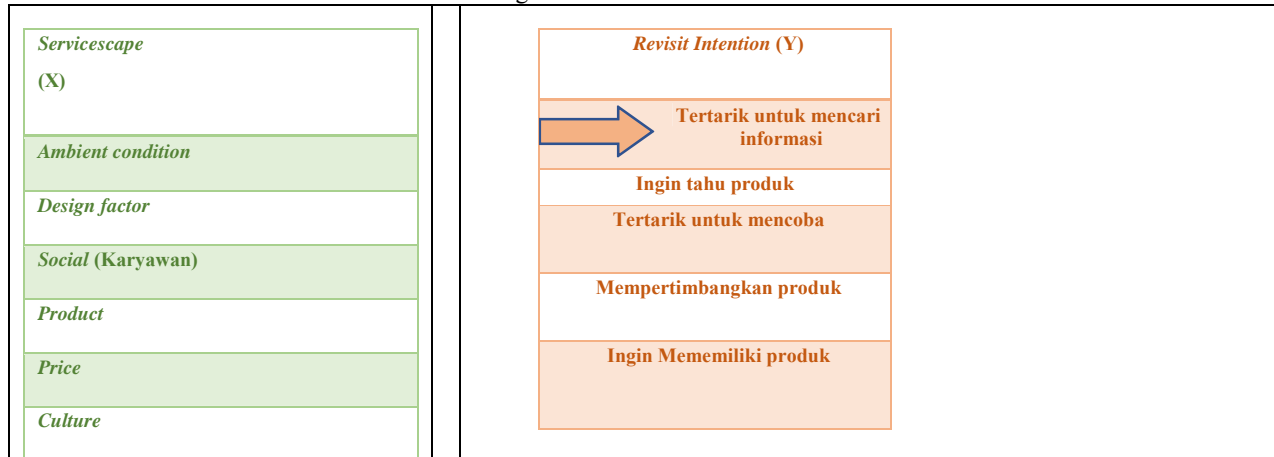 Servicescape
(X)
Ambient condition
Design factor
Social (Karyawan)
Product
Price
Culture
Revisit Intention (Y)
Tertarik untuk mencari
informasi
Ingin tahu produk
Tertarik untuk mencoba
Mempertimbangkan produk
Ingin Mememiliki produk